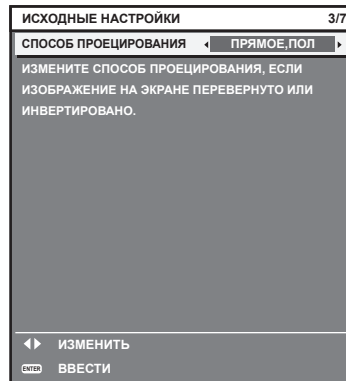 ИСХОДНЫЕ НАСТРОЙКИ 3/7
СПОСОБ ПРОЕЦИРОВАНИЯ ПРЯМОЕ,ПОЛ
ИЗМЕНИТЕ СПОСОБ ПРОЕЦИРОВАНИЯ, ЕСЛИ
ИЗОБРАЖЕНИЕ НА ЭКРАНЕ ПЕРЕВЕРНУТО ИЛИ
ИНВЕРТИРОВАНО.
ИЗМЕНИТЬ
ENTER ВВЕСТИ